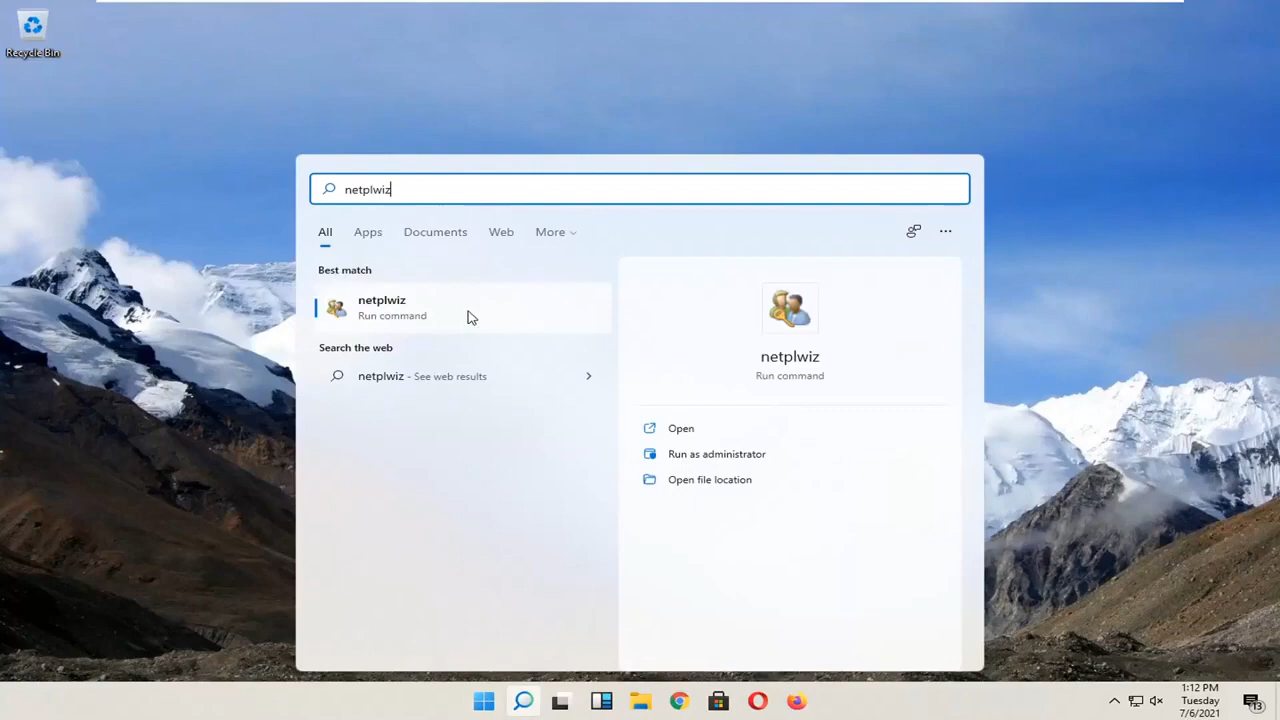 Recycle Bin
netplwiz
All Apps Documents Web More
Best match
netplwiz
Run command
Search the web
netplwiz - See web results
netplwiz
Run command
Open
Run as administrator
Open file location
1:12 PM
Tuesday
7/6/2021
13